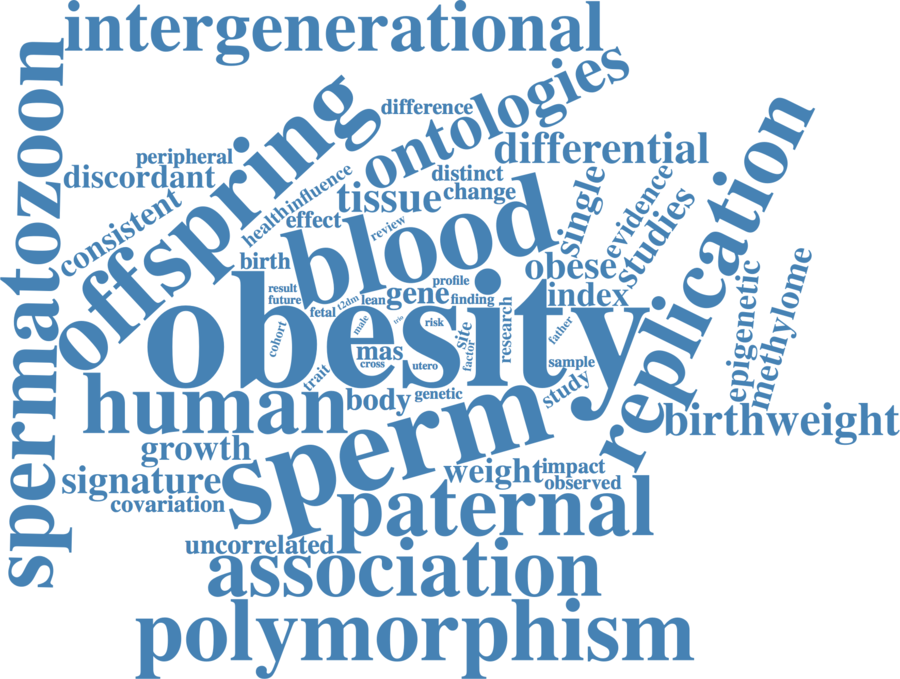 intergenerational
spermatozoon
ontologies
difference
offspring
replication
differential
peripheral
discordant
distinct
change
tissue
healthinfluence
effect
review
single
evidence
studies
consistent
blood
birth
obese
index
epigenetic
methylome
result
future
fetal
t2dm
lean
gene
profile
finding
obesity
cohort
male
trio
risk
site
factor
research
father
mas
cross
utero
sample
trait
study
human
body
genetic
birthweight
sperm
growth
signature
covariation
weight
impact
observed
paternal
uncorrelated
association
polymorphism